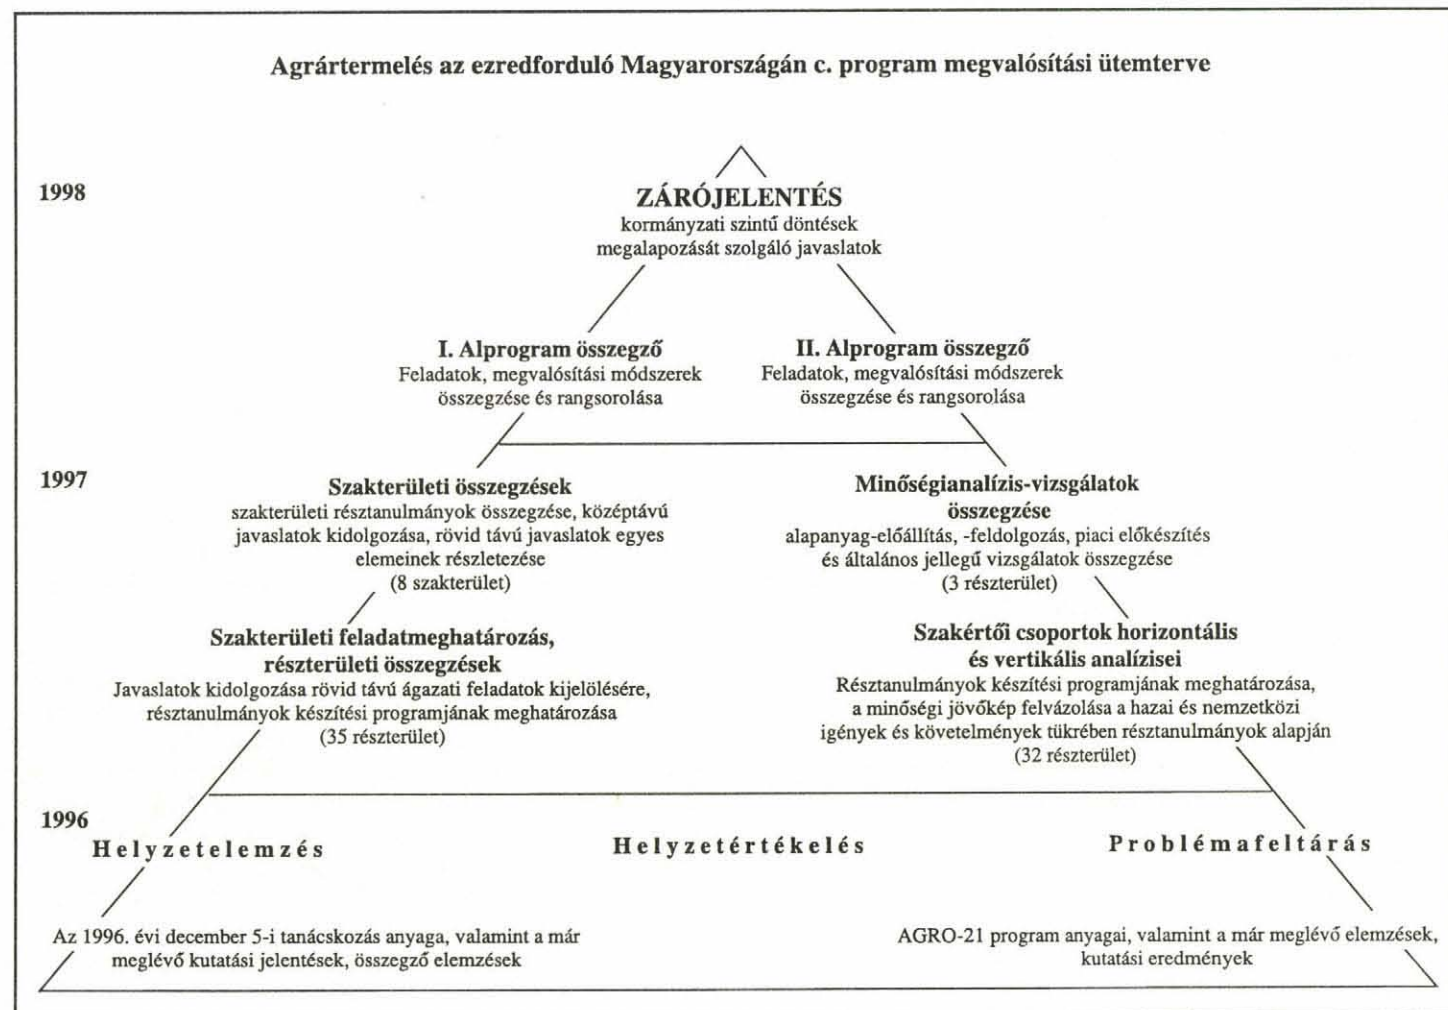 Agrártermelés az ezredforduló Magyarországán c. program megvalósítási ütemterve
1998
ZÁRÓJELENTÉS
kormányzati szintű döntések
megalapozását szolgáló javaslatok
I. Alprogram összegző
Feladatok, megvalósítási módszerek
összegzése és rangsorolása
II. Alprogram összegző
Feladatok, megvalósítási módszerek
összegzése és rangsorolása
1997
Szakterületi összegzések
szakterületi résztanulmányok összegzése, középtávú
javaslatok kidolgozása, rövid távú javaslatok egyes
elemeinek részletezése
(8 szakterület)
Minőségianalízis-vizsgálatok
összegzése
alapanyag-előállítás, -feldolgozás, piaci előkészítés
és általános jellegű vizsgálatok összegzése
(3 részterület)
Szakterületi feladatmeghatározás,
részterületi összegzések
Javaslatok kidolgozása rövid távú ágazati feladatok kijelölésére,
résztanulmányok készítési programjának meghatározása
(35 részterület)
Szakértői csoportok horizontális
és vertikális analízisei
Résztanulmányok készítési programjának meghatározása,
a minőségi jövőkép felvázolása a hazai és nemzetközi
igények és követelmények tükrében résztanulmányok alapján
(32 részterület)
1996
Helyzetelemzés
Helyzetértékelés
Problémafeltárás
Az 1996. évi december 5-i tanácskozás anyaga, valamint a már
meglévő kutatási jelentések, összegző elemzések
AGRO-21 program anyagai, valamint a már meglévő elemzések,
kutatási eredmények